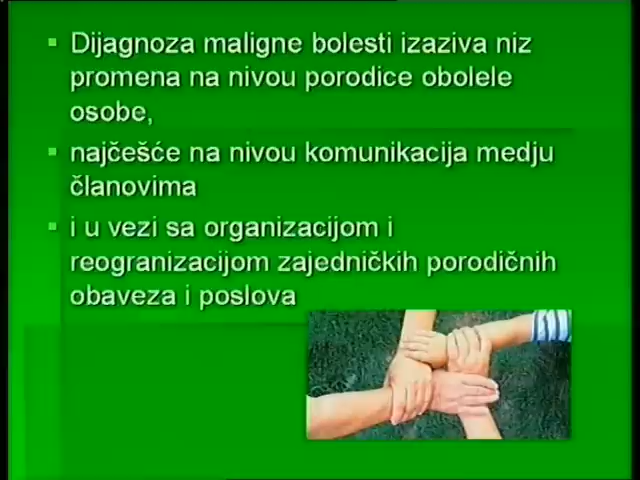 Dijagnoza maligne bolesti izaziva niz
promena na nivou porodice obolele
osobe,
najčešće na nivou komunikacija medju
članovima
i u vezi sa organizacijom i
reogranizacijom zajedničkih porodičnih
obaveza i poslova